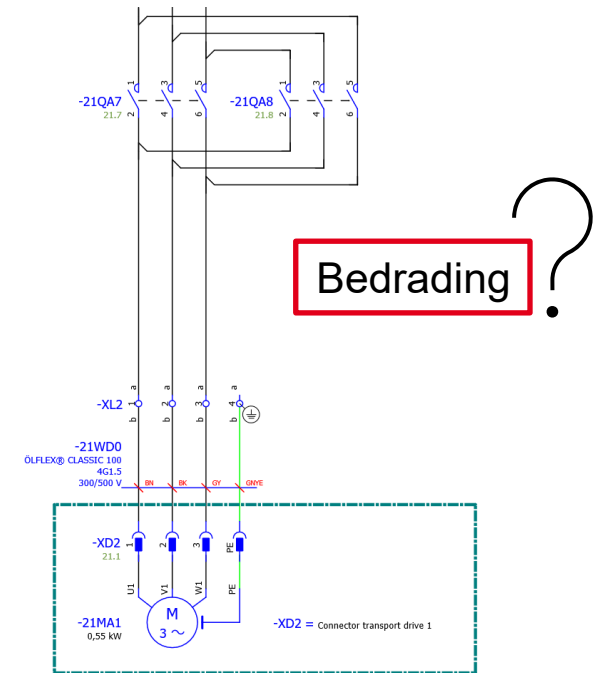 1 3 5 1 3 5
-21QA7 -21QA8
21.7 21.8
2 4 6 2 4 6
Bedrading ?
a a a a
-XL2 1 2 3 4
b b b b
-21WD0
ÖLFLEX® CLASSIC 100
4G1.5
300/500 V BN BK GY GNYE
-XD2 1 2 3 PE
21.1
U1 V1 W1 PE
-21MA1 M
0,55 kW 3 ~
-XD2 = Connector transport drive 1